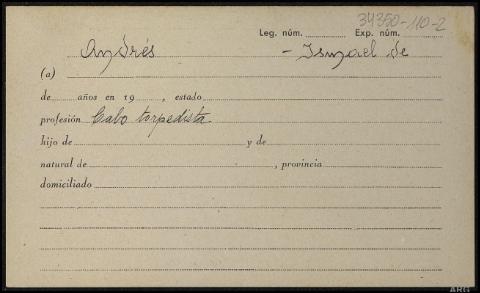 34350-110-2
Leg. núm. Exp. núm.
Andrés - Ismael de
(a)
de años en 19 , estado
profesión Cabo torpedista
hijo de y de
natural de , provincia
domiciliado
ARG